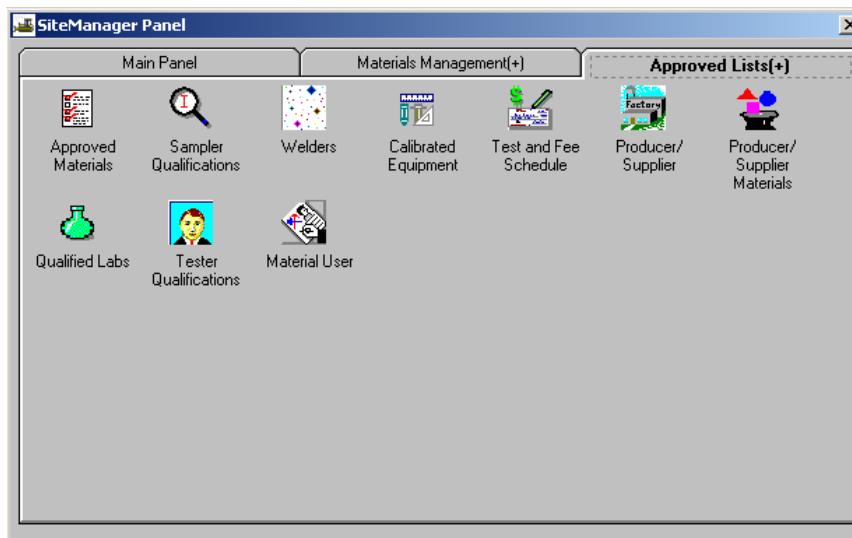 SiteManager Panel
Main Panel
Materials Management(+)
Approved Lists(+)
Approved
Materials
Sampler
Qualifications
Welders
Calibrated
Equipment
Test and Fee
Schedule
Factory
Producer/
Supplier
Producer/
Supplier
Materials
Qualified Labs
Tester
Qualifications
Material User